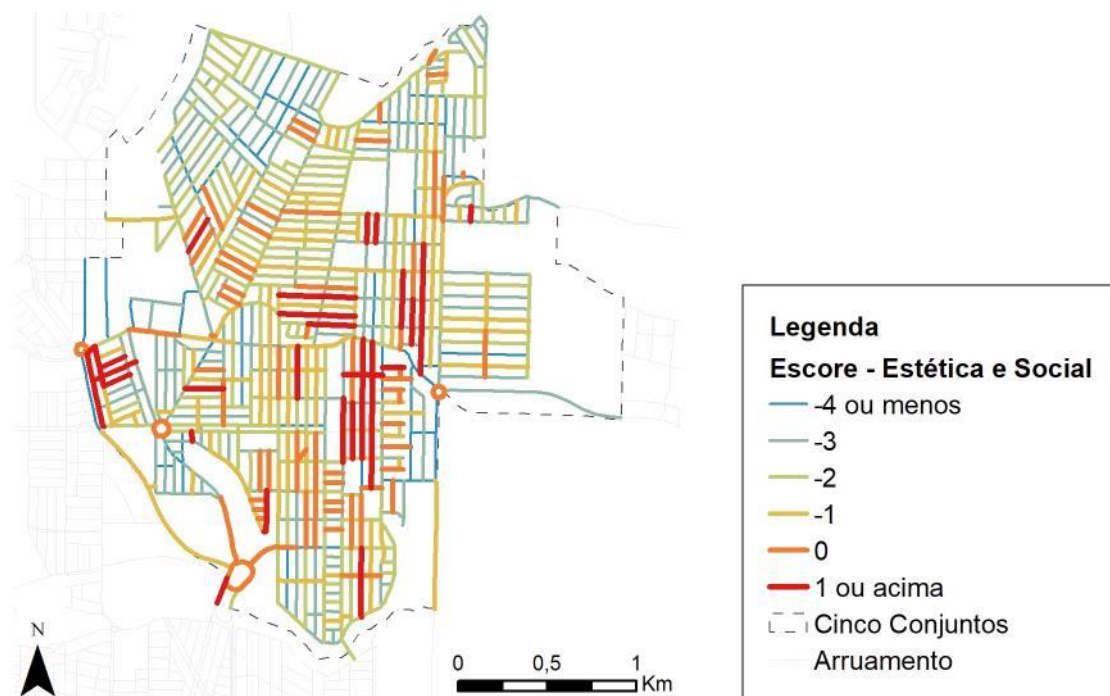 Legenda
Escore - Estética e Social
-4 ou menos
-3
-2
-1
0
1 ou acima
Cinco Conjuntos
Arruamento
N
0 0,5 1
Km